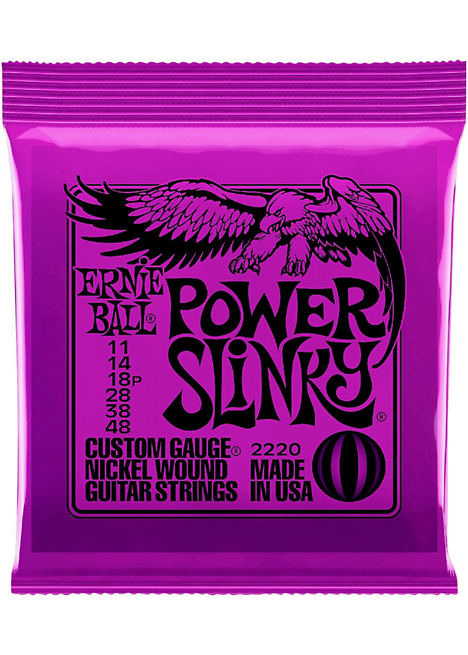 ERNIE
BALL®
POWER
SLINKY®
11
14
18P
28
38
48
CUSTOM GAUGE®
NICKEL WOUND
GUITAR STRINGS
2220
MADE
IN USA